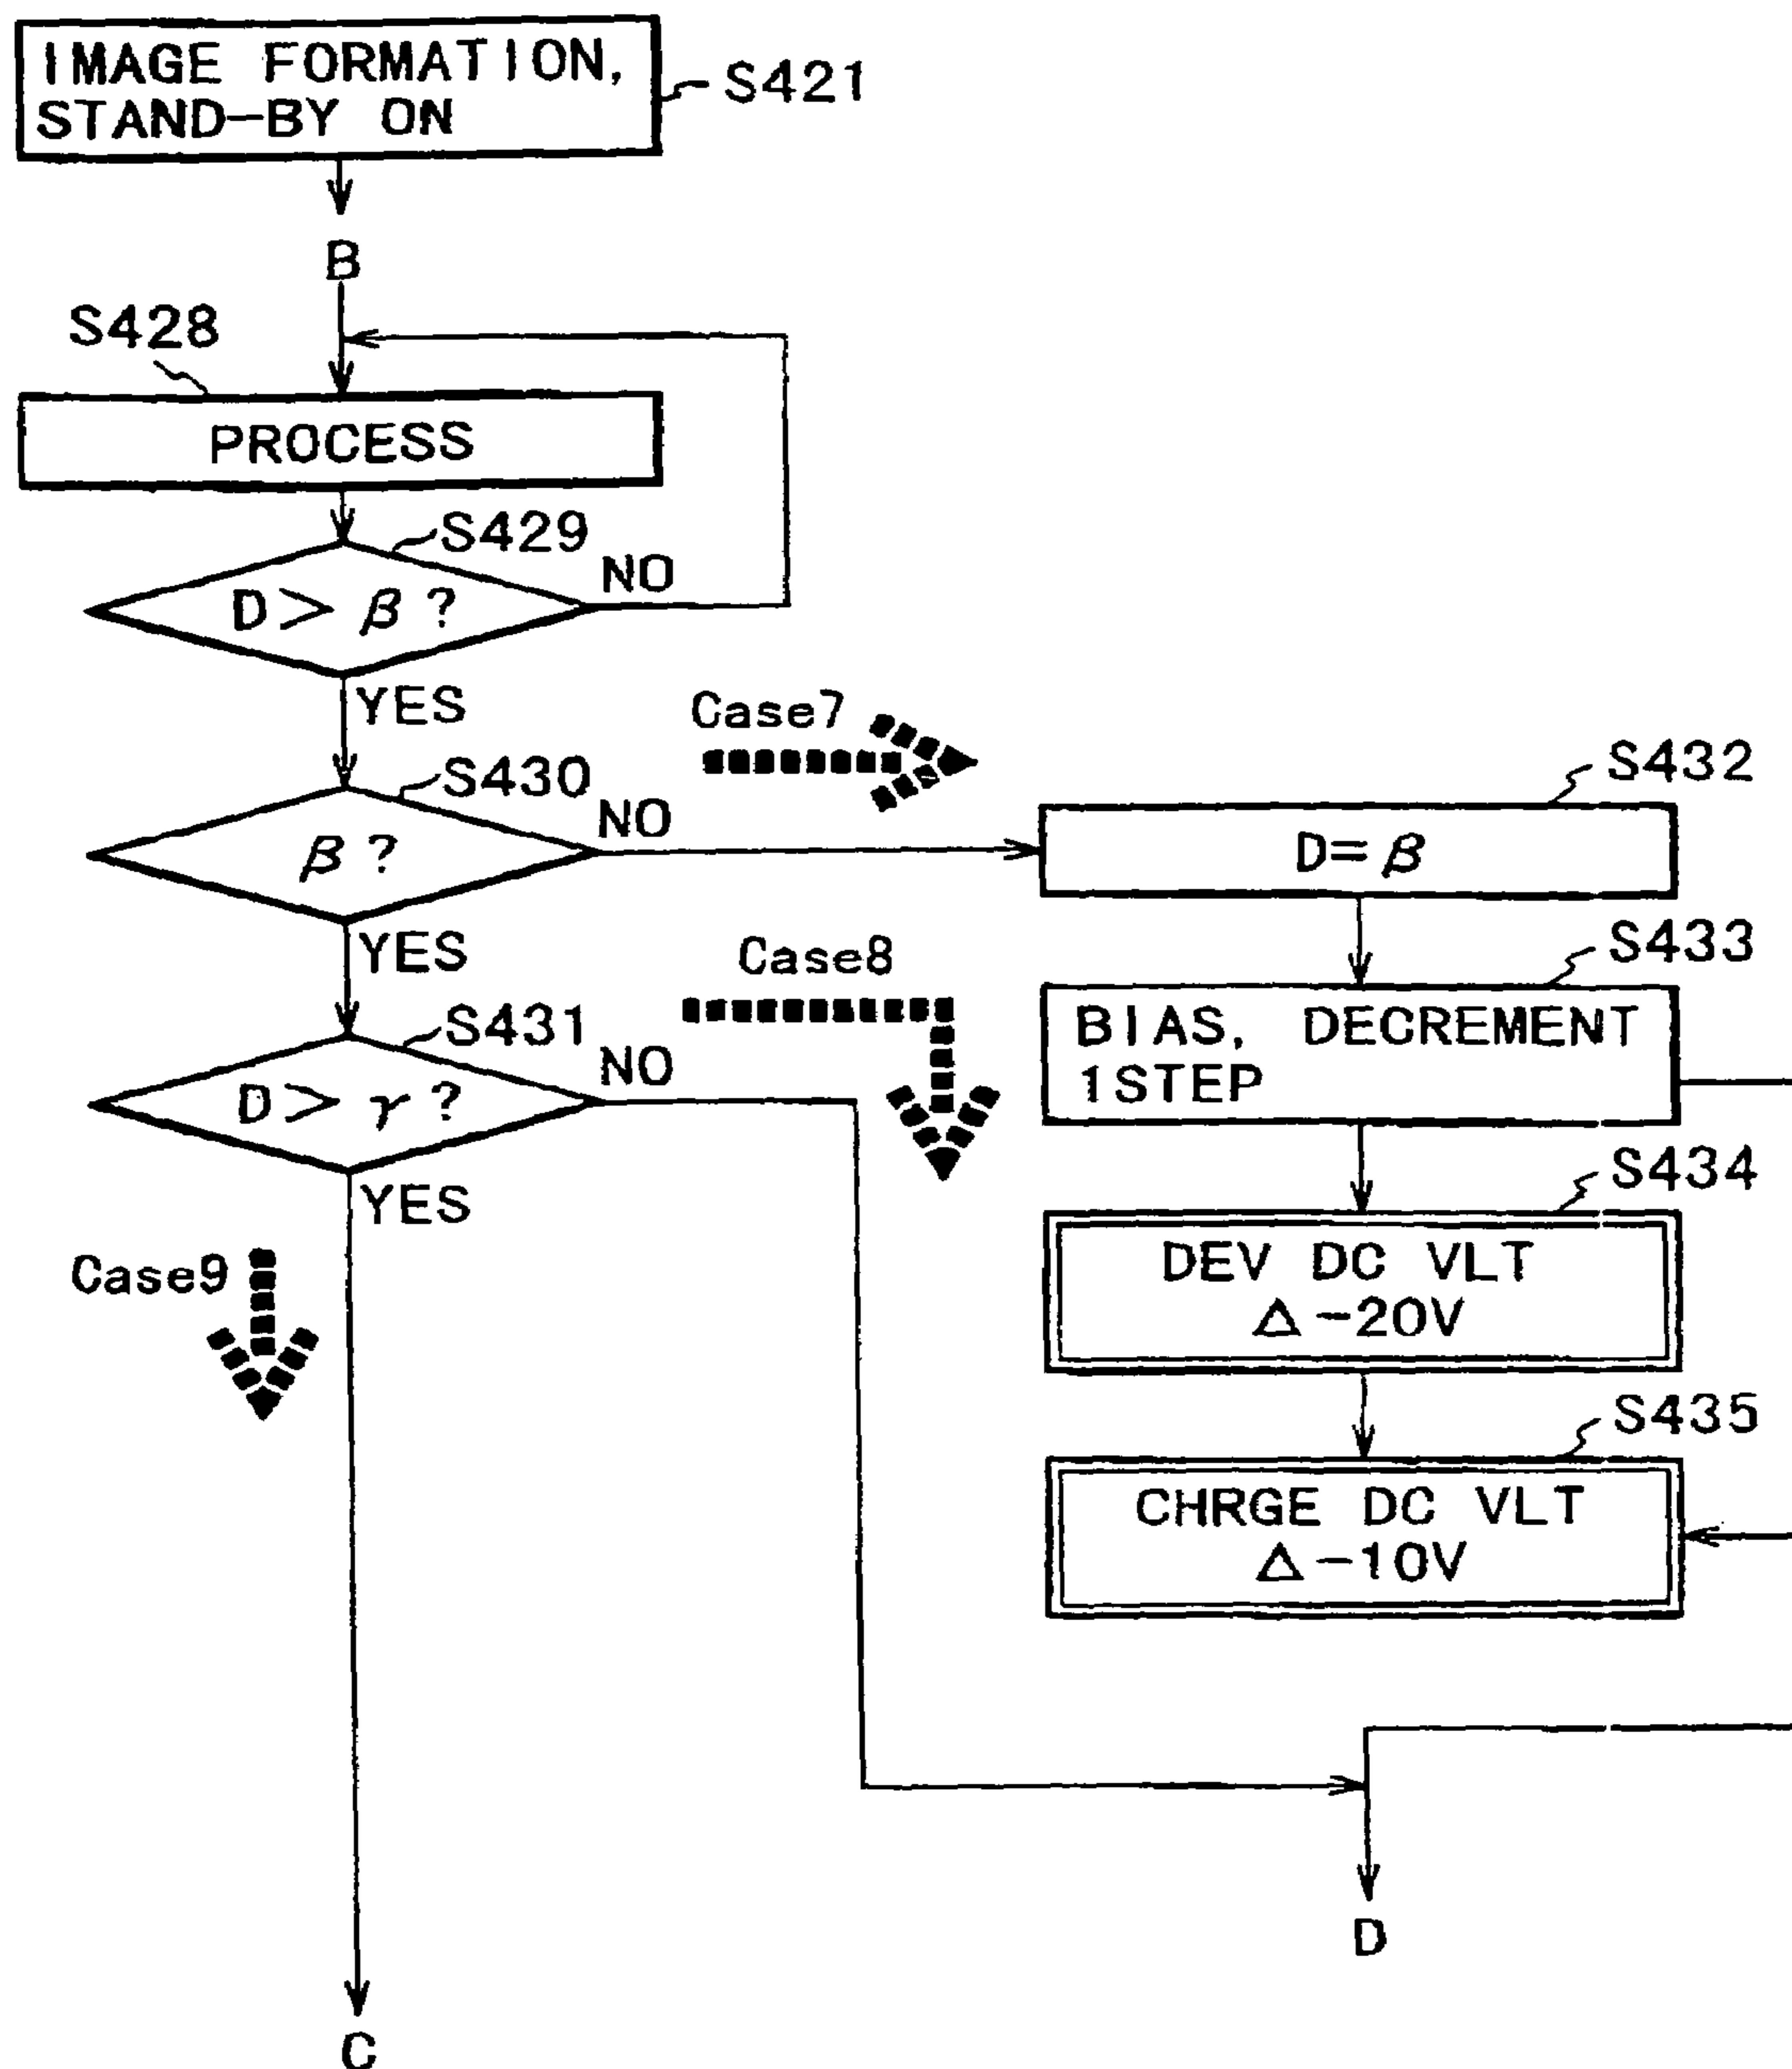 IMAGE FORMATION,
STAND-BY ON
S421
B
S428
PROCESS
S429
D> β?
NO
YES
Case7
S430
β?
NO
S432
D=β
YES
Case8
S433
BIAS, DECREMENT
1STEP
S431
D> γ?
NO
YES
S434
DEV DC VLT
Δ-20V
Case9
S435
CHRGE DC VLT
Δ-10V
D
C